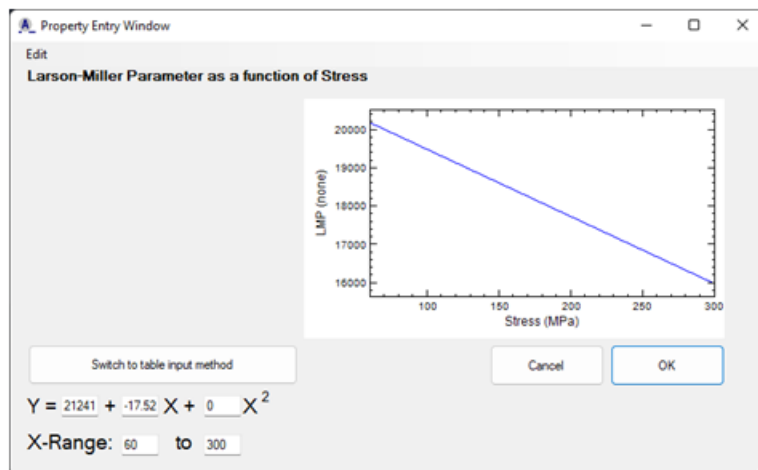 Property Entry Window
Edit
Larson-Miller Parameter as a function of Stress
20000
19000
18000
17000
16000
LMP (none)
100 150 200 250 300
Stress (MPa)
Switch to table input method
Cancel
OK
Y = 21241 + -17.52 X + 0 X 2
X-Range: 60 to 300